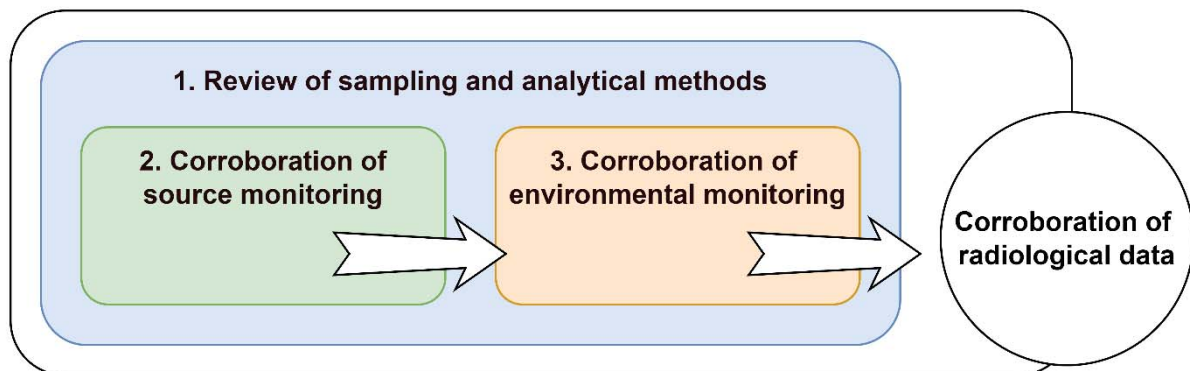 1. Review of sampling and analytical methods
2. Corroboration of
source monitoring
3. Corroboration of
environmental monitoring
Corroboration of
radiological data